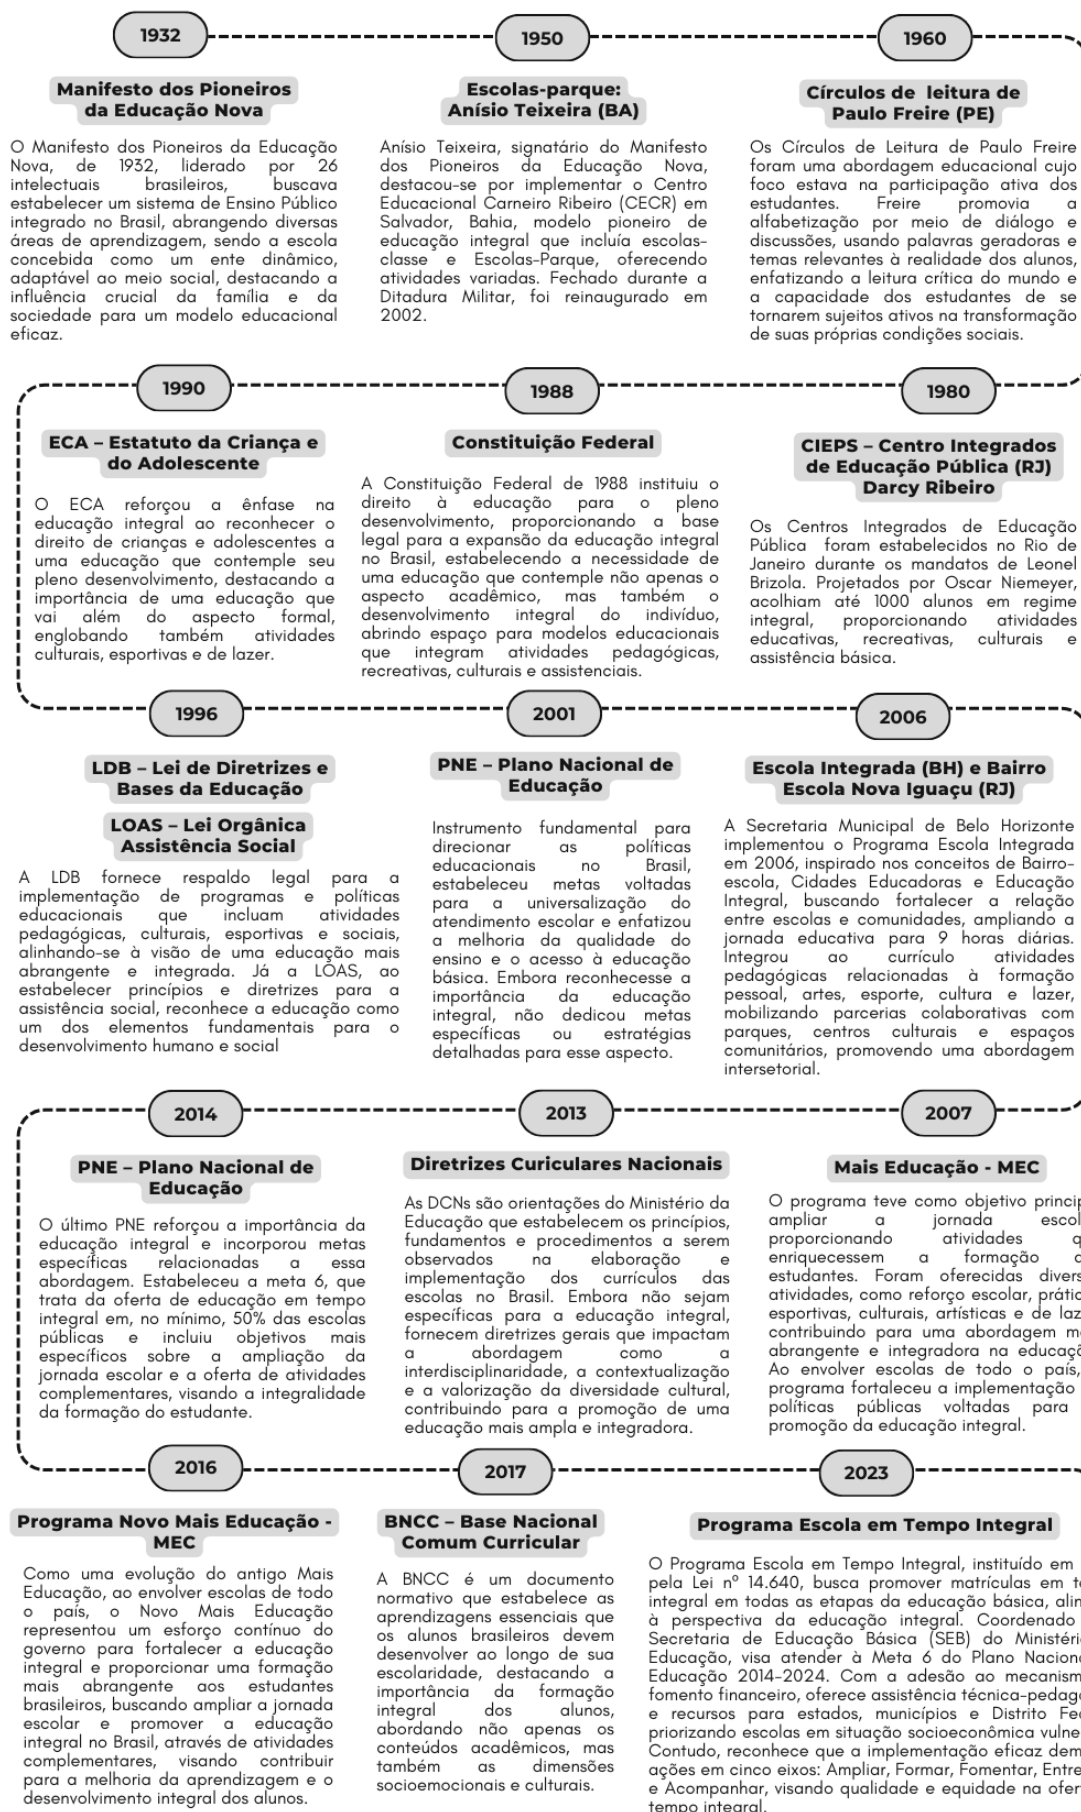 1932
Manifesto dos Pioneiros
da Educação Nova
O Manifesto dos Pioneiros da Educação
Nova, de 1932, liderado por 26
intelectuais brasileiros, buscava
estabelecer um sistema de Ensino Público
integrado no Brasil, abrangendo diversas
áreas de aprendizagem, sendo a escola
concebida como um ente dinâmico,
adaptável ao meio social, destacando a
influência crucial da família e da
sociedade para um modelo educacional
eficaz.
1950
Escolas-parque:
Anísio Teixeira (BA)
Anísio Teixeira, signatário do Manifesto
dos Pioneiros da Educação Nova,
destacou-se por implementar o Centro
Educacional Carneiro Ribeiro (CECR) em
Salvador, Bahia, modelo pioneiro de
educação integral que incluía escolas-
classe e Escolas-Parque, oferecendo
atividades variadas. Fechado durante a
Ditadura Militar, foi reinaugurado em
2002.
1960
Círculos de leitura de
Paulo Freire (PE)
Os Círculos de Leitura de Paulo Freire
foram uma abordagem educacional cujo
foco estava na participação ativa dos
estudantes. Freire promovia a
alfabetização por meio de diálogo e
discussões, usando palavras geradoras e
temas relevantes à realidade dos alunos,
enfatizando a leitura crítica do mundo e
a capacidade dos estudantes de se
tornarem sujeitos ativos na transformação
de suas próprias condições sociais.
1990
ECA – Estatuto da Criança e
do Adolescente
O ECA reforçou a ênfase na
educação integral ao reconhecer o
direito de crianças e adolescentes a
uma educação que contemple seu
pleno desenvolvimento, destacando a
importância de uma educação que
vai além do aspecto formal,
englobando também atividades
culturais, esportivas e de lazer.
1988
Constituição Federal
A Constituição Federal de 1988 instituiu o
direito à educação para o pleno
desenvolvimento, proporcionando a base
legal para a expansão da educação integral
no Brasil, estabelecendo a necessidade de
uma educação que contemple não apenas o
aspecto acadêmico, mas também o
desenvolvimento integral do indivíduo,
abrindo espaço para modelos educacionais
que integram atividades pedagógicas,
recreativas, culturais e assistenciais.
1980
CIEPS – Centro Integrados
de Educação Pública (RJ)
Darcy Ribeiro
Os Centros Integrados de Educação
Pública foram estabelecidos no Rio de
Janeiro durante os mandatos de Leonel
Brizola. Projetados por Oscar Niemeyer,
acolhiam até 1000 alunos em regime
integral, proporcionando atividades
educativas, recreativas, culturais e
assistência básica.
1996
LDB – Lei de Diretrizes e
Bases da Educação
LOAS – Lei Orgânica
Assistência Social
A LDB fornece respaldo legal para a
implementação de programas e políticas
educacionais que incluam atividades
pedagógicas, culturais, esportivas e sociais,
alinhando-se à visão de uma educação mais
abrangente e integrada. Já a LOAS, ao
estabelecer princípios e diretrizes para a
assistência social, reconhece a educação como
um dos elementos fundamentais para o
desenvolvimento humano e social
2001
PNE – Plano Nacional de
Educação
Instrumento fundamental para
direcionar as políticas
educacionais no Brasil,
estabeleceu metas voltadas
para a universalização do
atendimento escolar e enfatizou
a melhoria da qualidade do
ensino e o acesso à educação
básica. Embora reconhecesse a
importância da educação
integral, não dedicou metas
específicas ou estratégias
detalhadas para esse aspecto.
2006
Escola Integrada (BH) e Bairro
Escola Nova Iguaçu (RJ)
A Secretaria Municipal de Belo Horizonte
implementou o Programa Escola Integrada
em 2006, inspirado nos conceitos de Bairro-
escola, Cidades Educadoras e Educação
Integral, buscando fortalecer a relação
entre escolas e comunidades, ampliando a
jornada educativa para 9 horas diárias.
Integrou ao currículo atividades
pedagógicas relacionadas à formação
pessoal, artes, esporte, cultura e lazer,
mobilizando parcerias colaborativas com
parques, centros culturais e espaços
comunitários, promovendo uma abordagem
intersetorial.
2014
PNE – Plano Nacional de
Educação
O último PNE reforçou a importância da
educação integral e incorporou metas
específicas relacionadas a essa
abordagem. Estabeleceu a meta 6, que
trata da oferta de educação em tempo
integral em, no mínimo, 50% das escolas
públicas e incluiu objetivos mais
específicos sobre a ampliação da
jornada escolar e a oferta de atividades
complementares, visando a integralidade
da formação do estudante.
2013
Diretrizes Curiculares Nacionais
As DCNs são orientações do Ministério da
Educação que estabelecem os princípios,
fundamentos e procedimentos a serem
observados na elaboração e
implementação dos currículos das
escolas no Brasil. Embora não sejam
específicas para a educação integral,
fornecem diretrizes gerais que impactam
a abordagem como a
interdisciplinaridade, a contextualização
e a valorização da diversidade cultural,
contribuindo para a promoção de uma
educação mais ampla e integradora.
2007
Mais Educação - MEC
O programa teve como objetivo
ampliar a jornada
proporcionando atividades
enriquecessem a formação
estudantes. Foram oferecidas
atividades, como reforço escolar,
esportivas, culturais, artísticas e de
contribuindo para uma abordagem
abrangente e integradora na
Ao envolver escolas de todo o país,
programa fortaleceu a implementação
políticas públicas voltadas para
promoção da educação integral.
2016
Programa Novo Mais Educação -
MEC
Como uma evolução do antigo Mais
Educação, ao envolver escolas de todo
o país, o Novo Mais Educação
representou um esforço contínuo do
governo para fortalecer a educação
integral e proporcionar uma formação
mais abrangente aos estudantes
brasileiros, buscando ampliar a jornada
escolar e promover a educação
integral no Brasil, através de atividades
complementares, visando contribuir
para a melhoria da aprendizagem e o
desenvolvimento integral dos alunos.
2017
BNCC – Base Nacional
Comum Curricular
A BNCC é um documento
normativo que estabelece as
aprendizagens essenciais que
os alunos brasileiros devem
desenvolver ao longo de sua
escolaridade, destacando a
importância da formação
integral dos alunos,
abordando não apenas os
conteúdos acadêmicos, mas
também as dimensões
socioemocionais e culturais.
2023
Programa Escola em Tempo Integral
O Programa Escola em Tempo Integral, instituído em
pela Lei nº 14.640, busca promover matrículas em
integral em todas as etapas da educação básica,
à perspectiva da educação integral. Coordenado
Secretaria de Educação Básica (SEB) do
Educação, visa atender à Meta 6 do Plano
Educação 2014-2024. Com a adesão ao
fomento financeiro, oferece assistência
e recursos para estados, municípios e Distrito
priorizando escolas em situação socioeconômica
Contudo, reconhece que a implementação eficaz
ações em cinco eixos: Ampliar, Formar, Fomentar,
e Acompanhar, visando qualidade e equidade na
tempo integral.